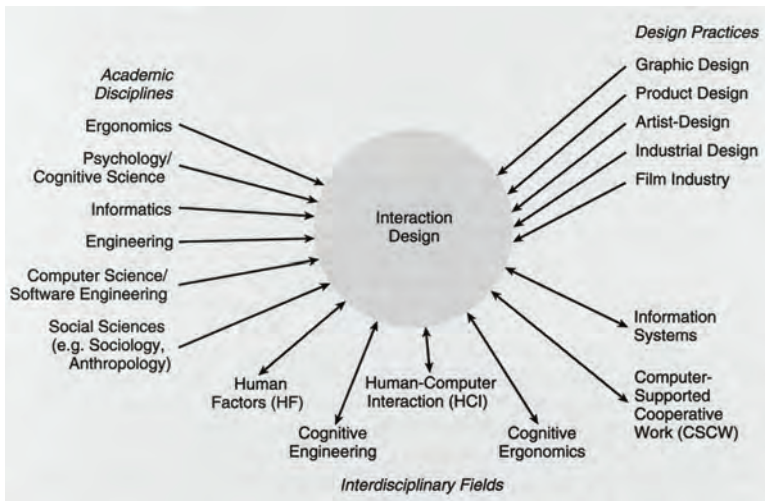 Academic
Disciplines
Ergonomics
Psychology/
Cognitive Science
Informatics
Engineering
Computer Science/
Software Engineering
Social Sciences
(e.g. Sociology,
Anthropology)
Interaction
Design
Design Practices
Graphic Design
Product Design
Artist-Design
Industrial Design
Film Industry
Information
Systems
Computer-
Supported
Cooperative
Work (CSCW)
Human
Factors (HF)
Cognitive
Engineering
Human-Computer
Interaction (HCI)
Cognitive
Ergonomics
Interdisciplinary Fields